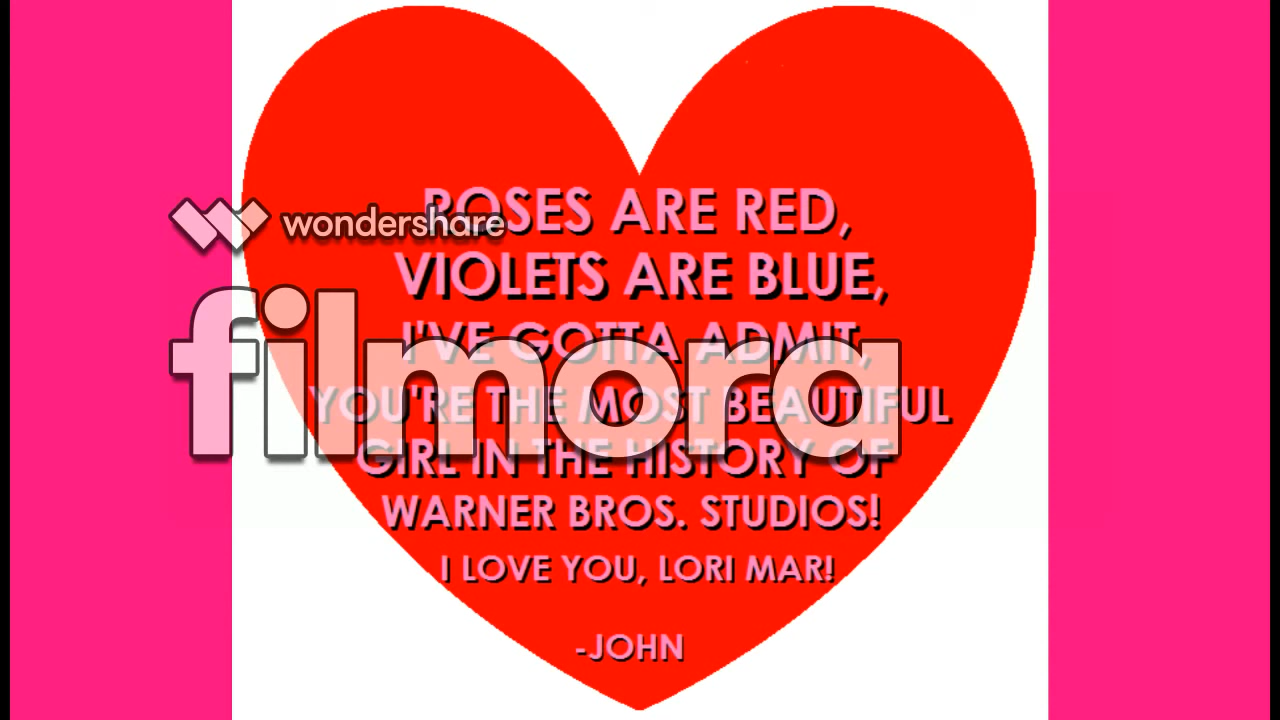 ROSES ARE RED,
wondershare
VIOLETS ARE BLUE,
I'VE GOTTA ADMIT,
filmora
YOU'RE THE MOST BEAUTIFUL
GIRL IN THE HISTORY OF
WARNER BROS. STUDIOS!
I LOVE YOU, LORI MAR!
-JOHN